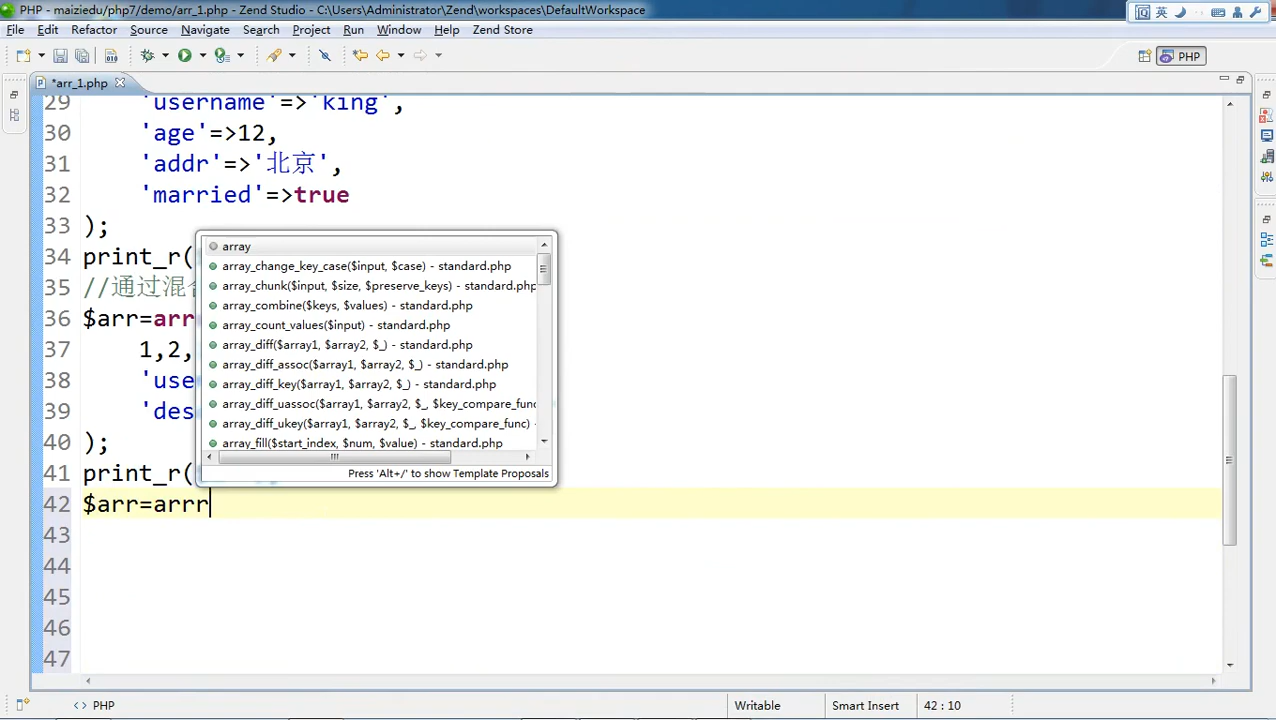 PHP - maiziedu/php7/demo/arr_1.php - Zend Studio - C:\Users\Administrator\Zend\workspaces\DefaultWorkspace
英
File Edit Refactor Source Navigate Search Project Run Window Help Zend Store
PHP
*arr_1.php
29 'username'=>'king',
30 'age'=>12,
31 'addr'=>'北京',
32 'married'=>true
33 );
34 print_r(
35 //通过混合
36 $arr=arr
37 1,2,
38 'use
39 'des
40 );
41 print_r(
42 $arr=arrr
43
44
45
46
47
array
array_change_key_case($input, $case) - standard.php
array_chunk($input, $size, $preserve_keys) - standard.php
array_combine($keys, $values) - standard.php
array_count_values($input) - standard.php
array_diff($array1, $array2, $_) - standard.php
array_diff_assoc($array1, $array2, $_) - standard.php
array_diff_key($array1, $array2, $_) - standard.php
array_diff_uassoc($array1, $array2, $_, $key_compare_func
array_diff_ukey($array1, $array2, $_, $key_compare_func) -
array_fill($start_index, $num, $value) - standard.php
Press 'Alt+/' to show Template Proposals
<> PHP
Writable
Smart Insert
42 : 10